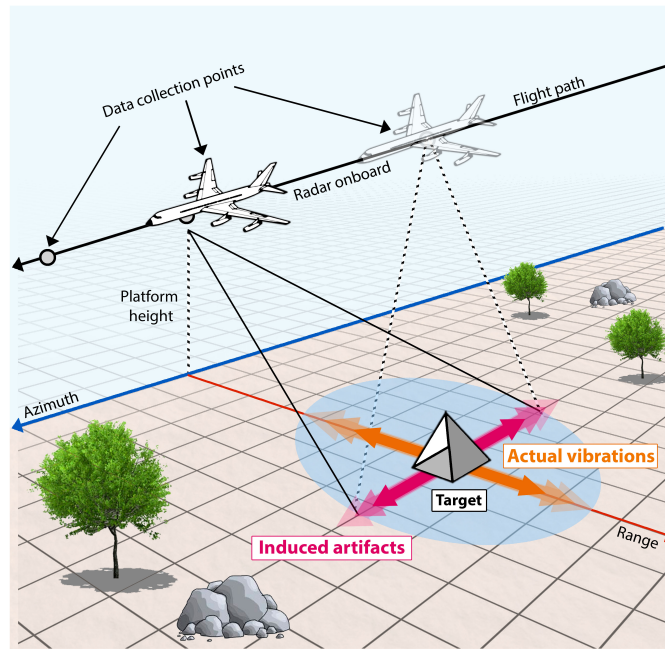 Data collection points
Flight path
Radar onboard
Platform
height
Azimuth
Actual vibrations
Target
Induced artifacts
Range